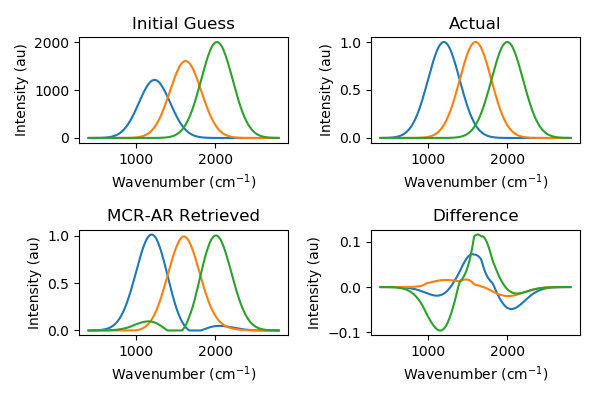 Initial Guess
Intensity (au)
2000
1000
0
1000 2000
Wavenumber (cm⁻¹)
Actual
Intensity (au)
1.0
0.5
0.0
1000 2000
Wavenumber (cm⁻¹)
MCR-AR Retrieved
Intensity (au)
1.0
0.5
0.0
1000 2000
Wavenumber (cm⁻¹)
Difference
Intensity (au)
0.1
0.0
−0.1
1000 2000
Wavenumber (cm⁻¹)